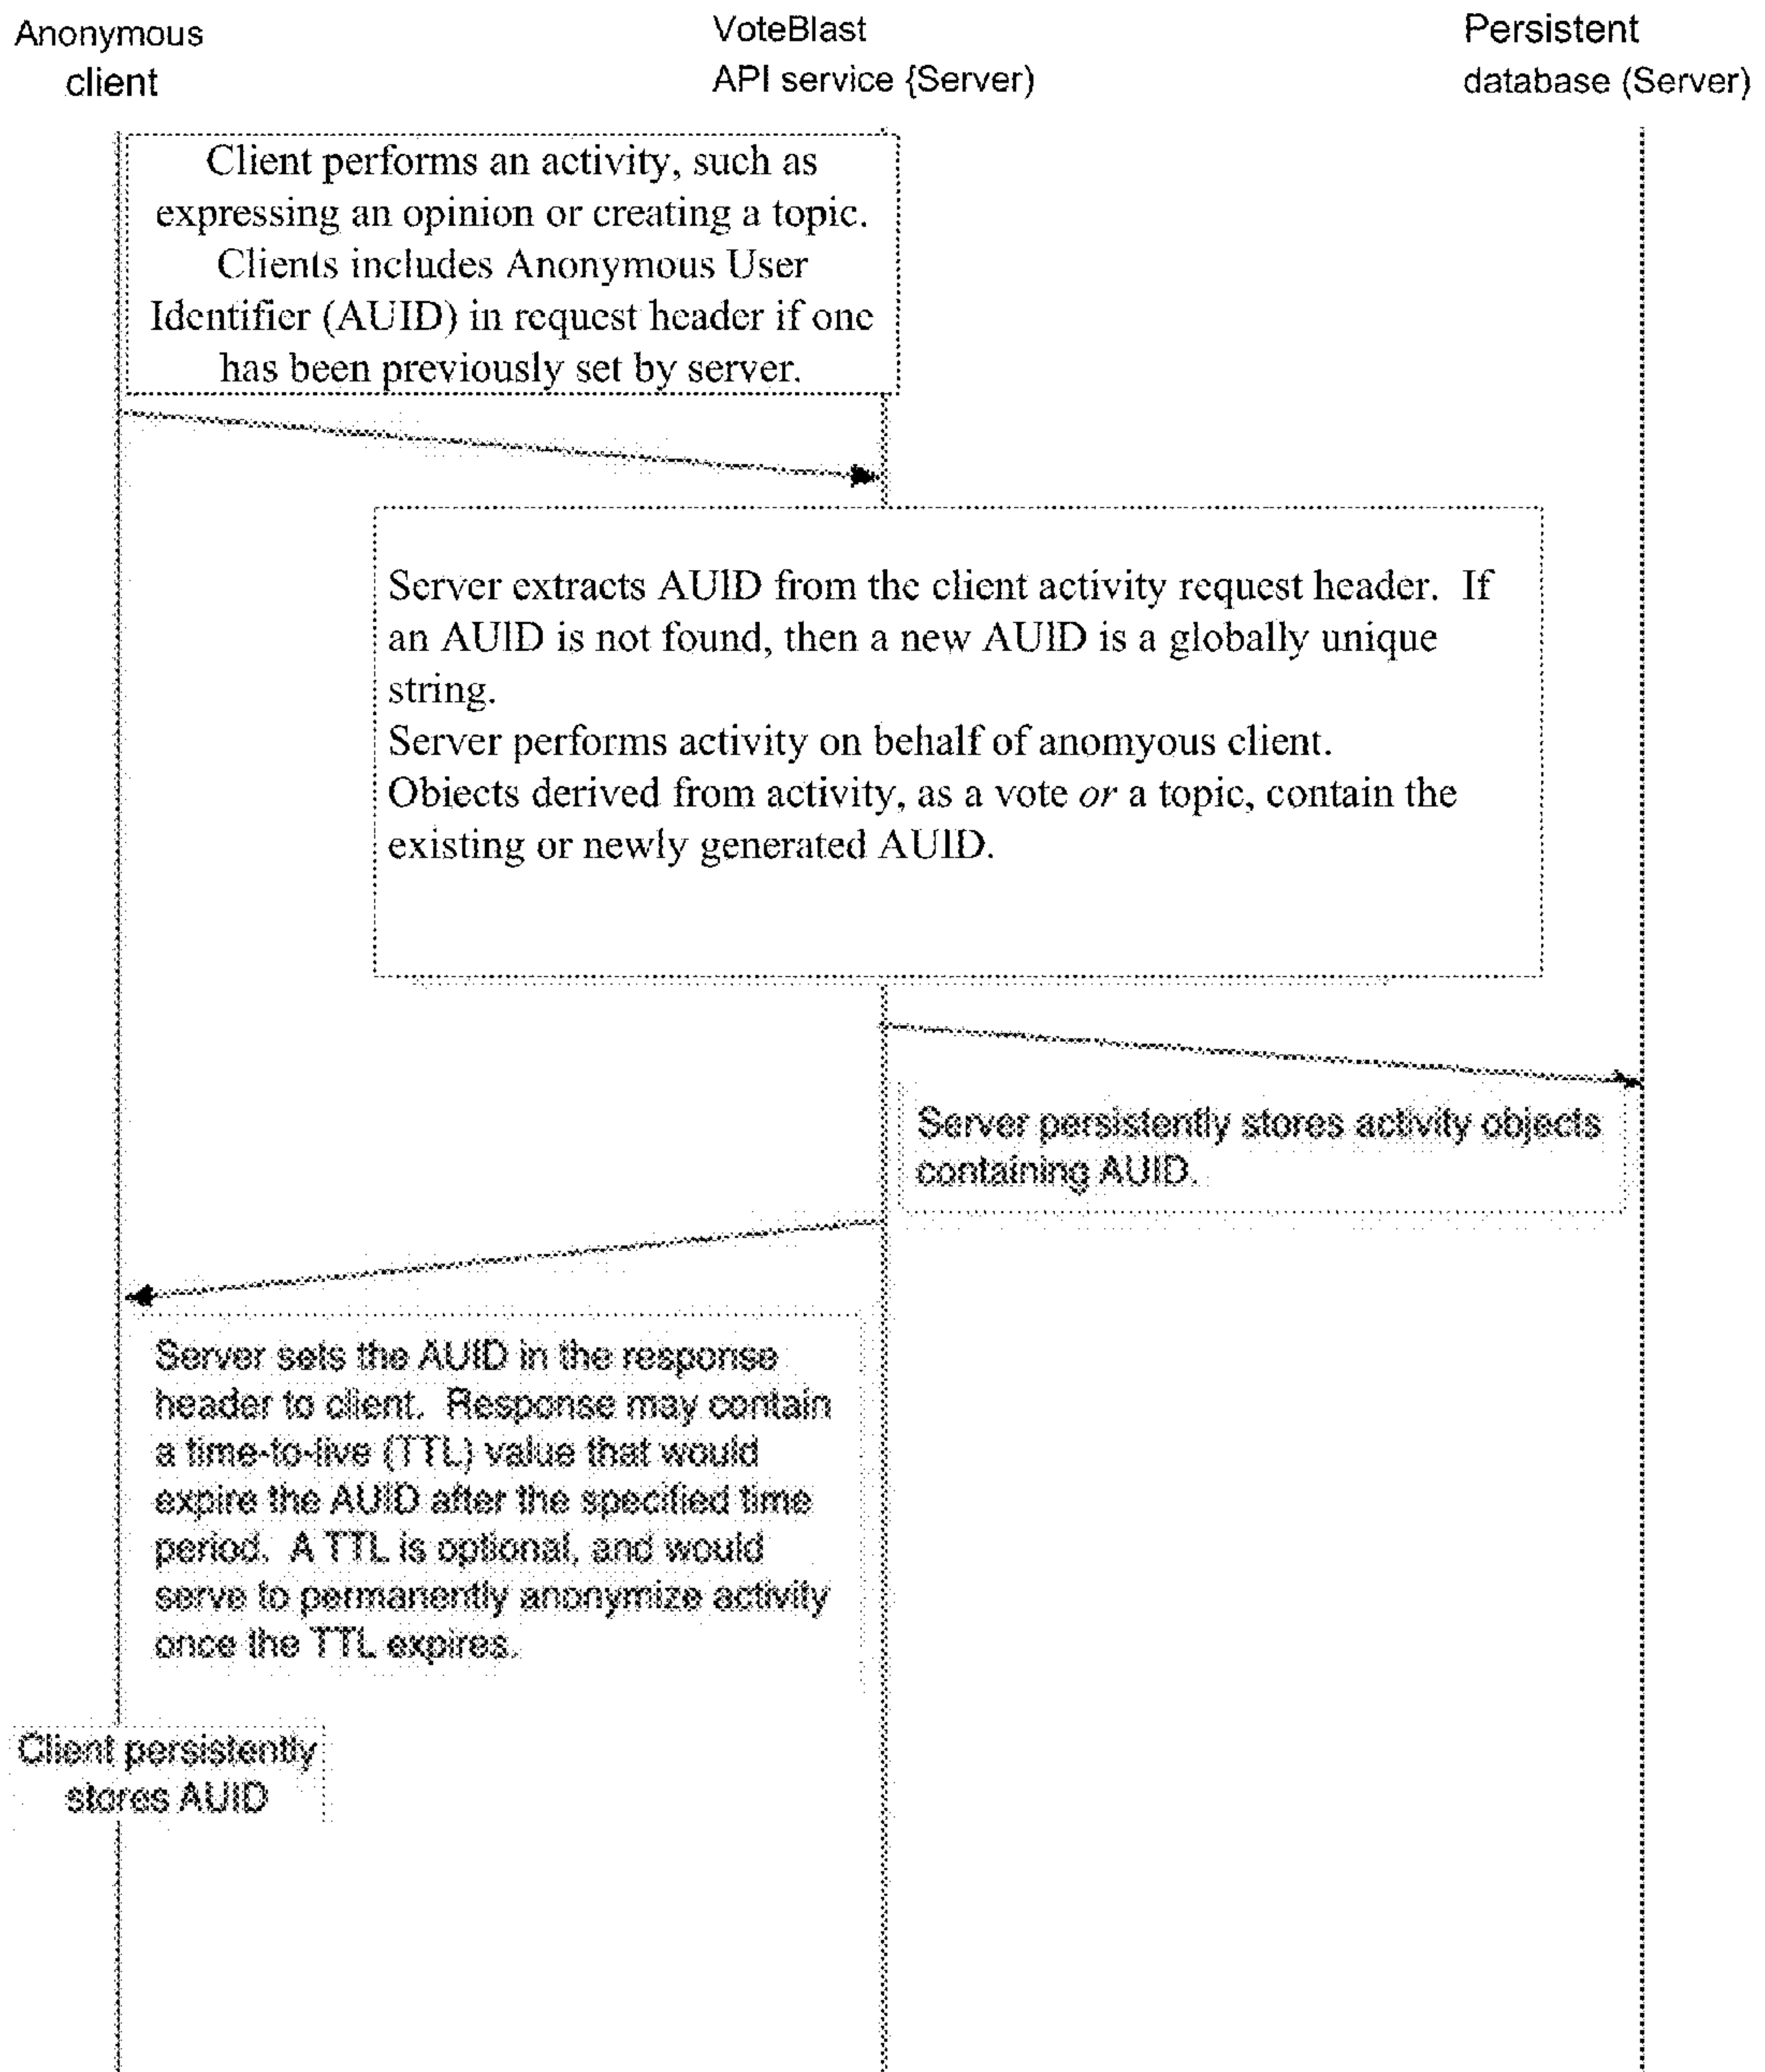 Anonymous
client
VoteBlast
API service {Server)
Persistent
database (Server)
Client performs an activity, such as
expressing an opinion or creating a topic.
Clients includes Anonymous User
Identifier (AUID) in request header if one
has been previously set by server.
Server extracts AUID from the client activity request header. If
an AUID is not found, then a new AUID is a globally unique
string.
Server performs activity on behalf of anomyous client.
Objects derived from activity, as a vote or a topic, contain the
existing or newly generated AUID.
Server persistently stores activity objects
containing AUID.
Server sets the AUID in the response
header to client. Response may contain
a time-to-live (TTL) value that would
expire the AUID after the specified time
period. A TTL is optional, and would
serve to permanently anonymize activity
once the TTL expires.
Client persistently
stores AUID